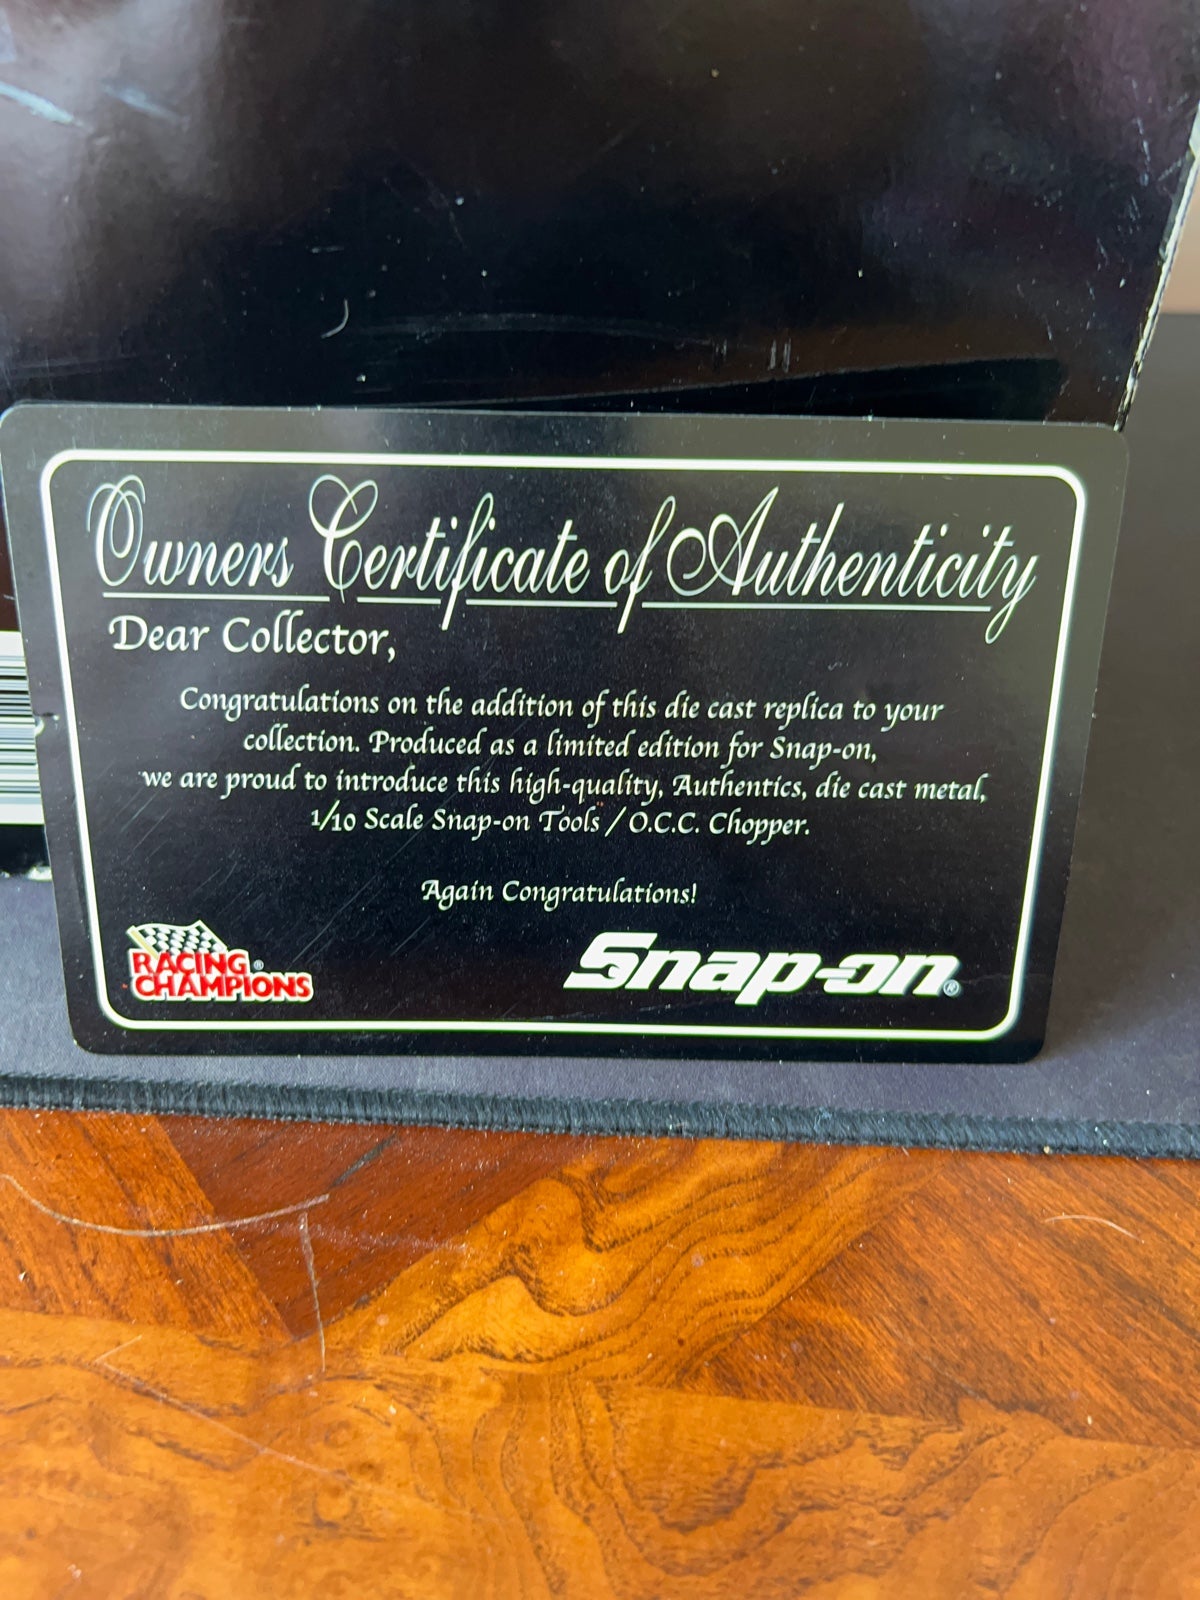 Owners Certificate of Authenticity
Dear Collector,
Congratulations on the addition of this die cast replica to your
collection. Produced as a limited edition for Snap-on,
we are proud to introduce this high-quality, Authentics, die cast metal,
1/10 Scale Snap-on Tools / O.C.C. Chopper.
Again Congratulations!
RACING ®
CHAMPIONS
Snap-on ®